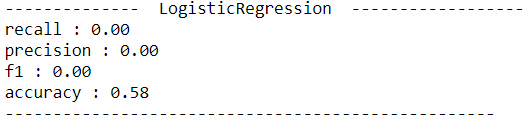 --------------  LogisticRegression  ------------------
recall : 0.00
precision : 0.00
f1 : 0.00
accuracy : 0.58
---------------------------------------------------